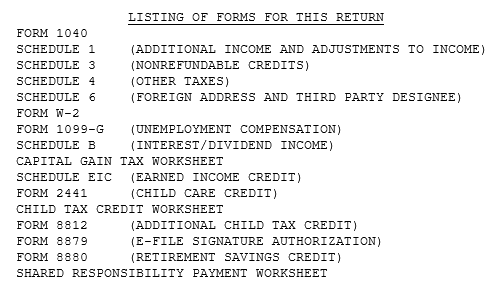 LISTING OF FORMS FOR THIS RETURN
FORM 1040
SCHEDULE 1 (ADDITIONAL INCOME AND ADJUSTMENTS TO INCOME)
SCHEDULE 3 (NONREFUNDABLE CREDITS)
SCHEDULE 4 (OTHER TAXES)
SCHEDULE 6 (FOREIGN ADDRESS AND THIRD PARTY DESIGNEE)
FORM W-2
FORM 1099-G (UNEMPLOYMENT COMPENSATION)
SCHEDULE B (INTEREST/DIVIDEND INCOME)
CAPITAL GAIN TAX WORKSHEET
SCHEDULE EIC (EARNED INCOME CREDIT)
FORM 2441 (CHILD CARE CREDIT)
CHILD TAX CREDIT WORKSHEET
FORM 8812 (ADDITIONAL CHILD TAX CREDIT)
FORM 8879 (E-FILE SIGNATURE AUTHORIZATION)
FORM 8880 (RETIREMENT SAVINGS CREDIT)
SHARED RESPONSIBILITY PAYMENT WORKSHEET